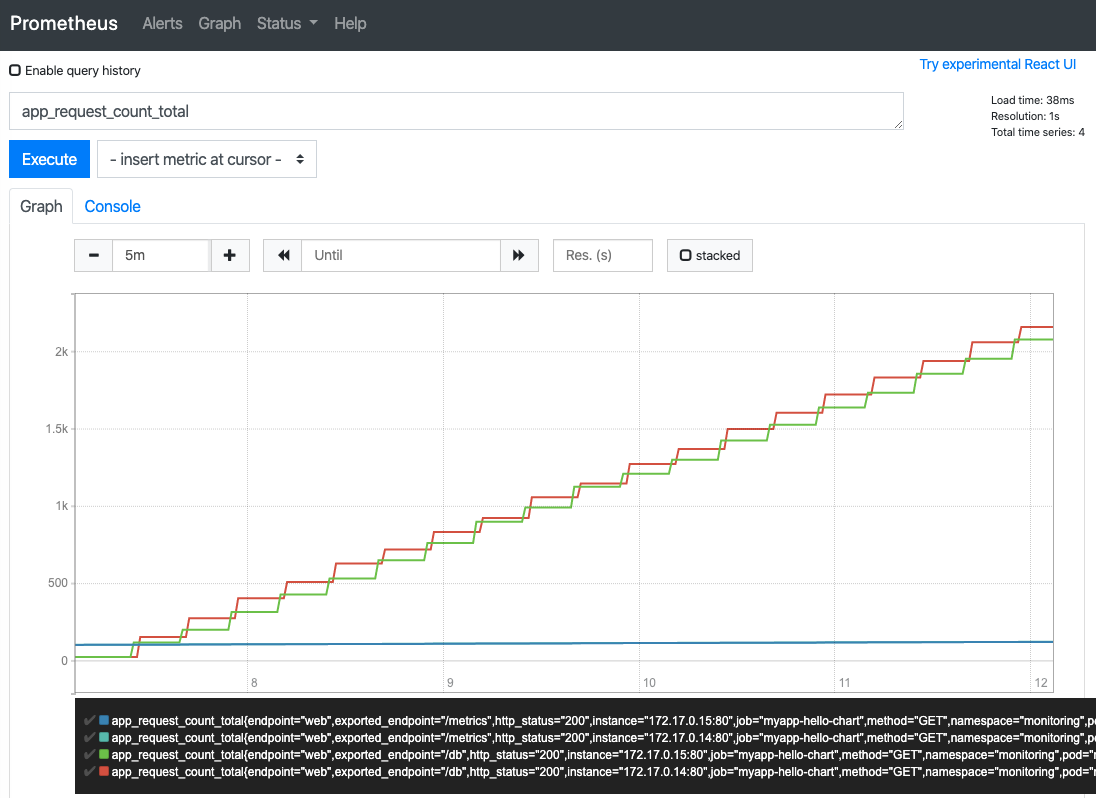 Prometheus Alerts Graph Status Help
Enable query history
Try experimental React UI
app_request_count_total
Load time: 38ms
Resolution: 1s
Total time series: 4
Execute - insert metric at cursor -
Graph Console
5m Until Res. (s) stacked
2k
1.5k
1k
500
0
8 9 10 11 12
app_request_count_total{endpoint="web",exported_endpoint="/metrics",http_status="200",instance="172.17.0.15:80",job="myapp-hello-chart",method="GET",namespace="monitoring",p
app_request_count_total{endpoint="web",exported_endpoint="/metrics",http_status="200",instance="172.17.0.14:80",job="myapp-hello-chart",method="GET",namespace="monitoring",p
app_request_count_total{endpoint="web",exported_endpoint="/db",http_status="200",instance="172.17.0.15:80",job="myapp-hello-chart",method="GET",namespace="monitoring",pod="
app_request_count_total{endpoint="web",exported_endpoint="/db",http_status="200",instance="172.17.0.14:80",job="myapp-hello-chart",method="GET",namespace="monitoring",pod="